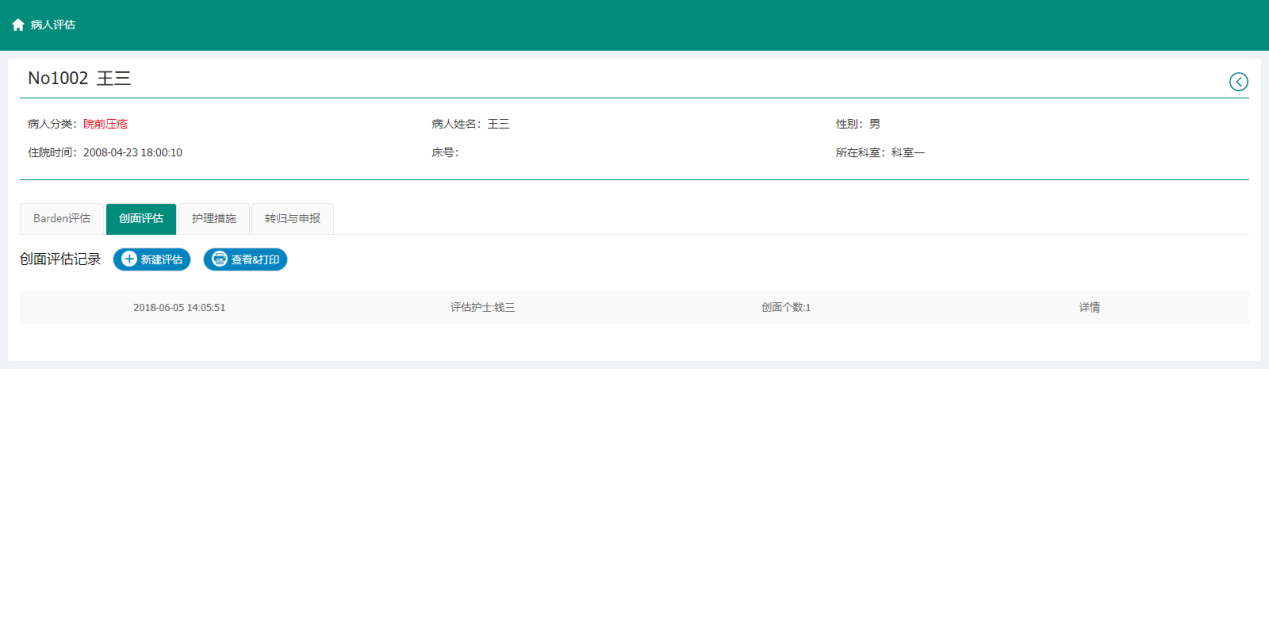 病人评估
No1002 王三
病人分类：院前压疮 病人姓名：王三 性别：男
住院时间：2008-04-23 18:00:10 床号： 所在科室：科室一
Barden评估 创面评估 护理措施 转归与申报
创面评估记录 新建评估 查看&打印
2018-06-05 14:05:51 评估护士:钱三 创面个数:1 详情